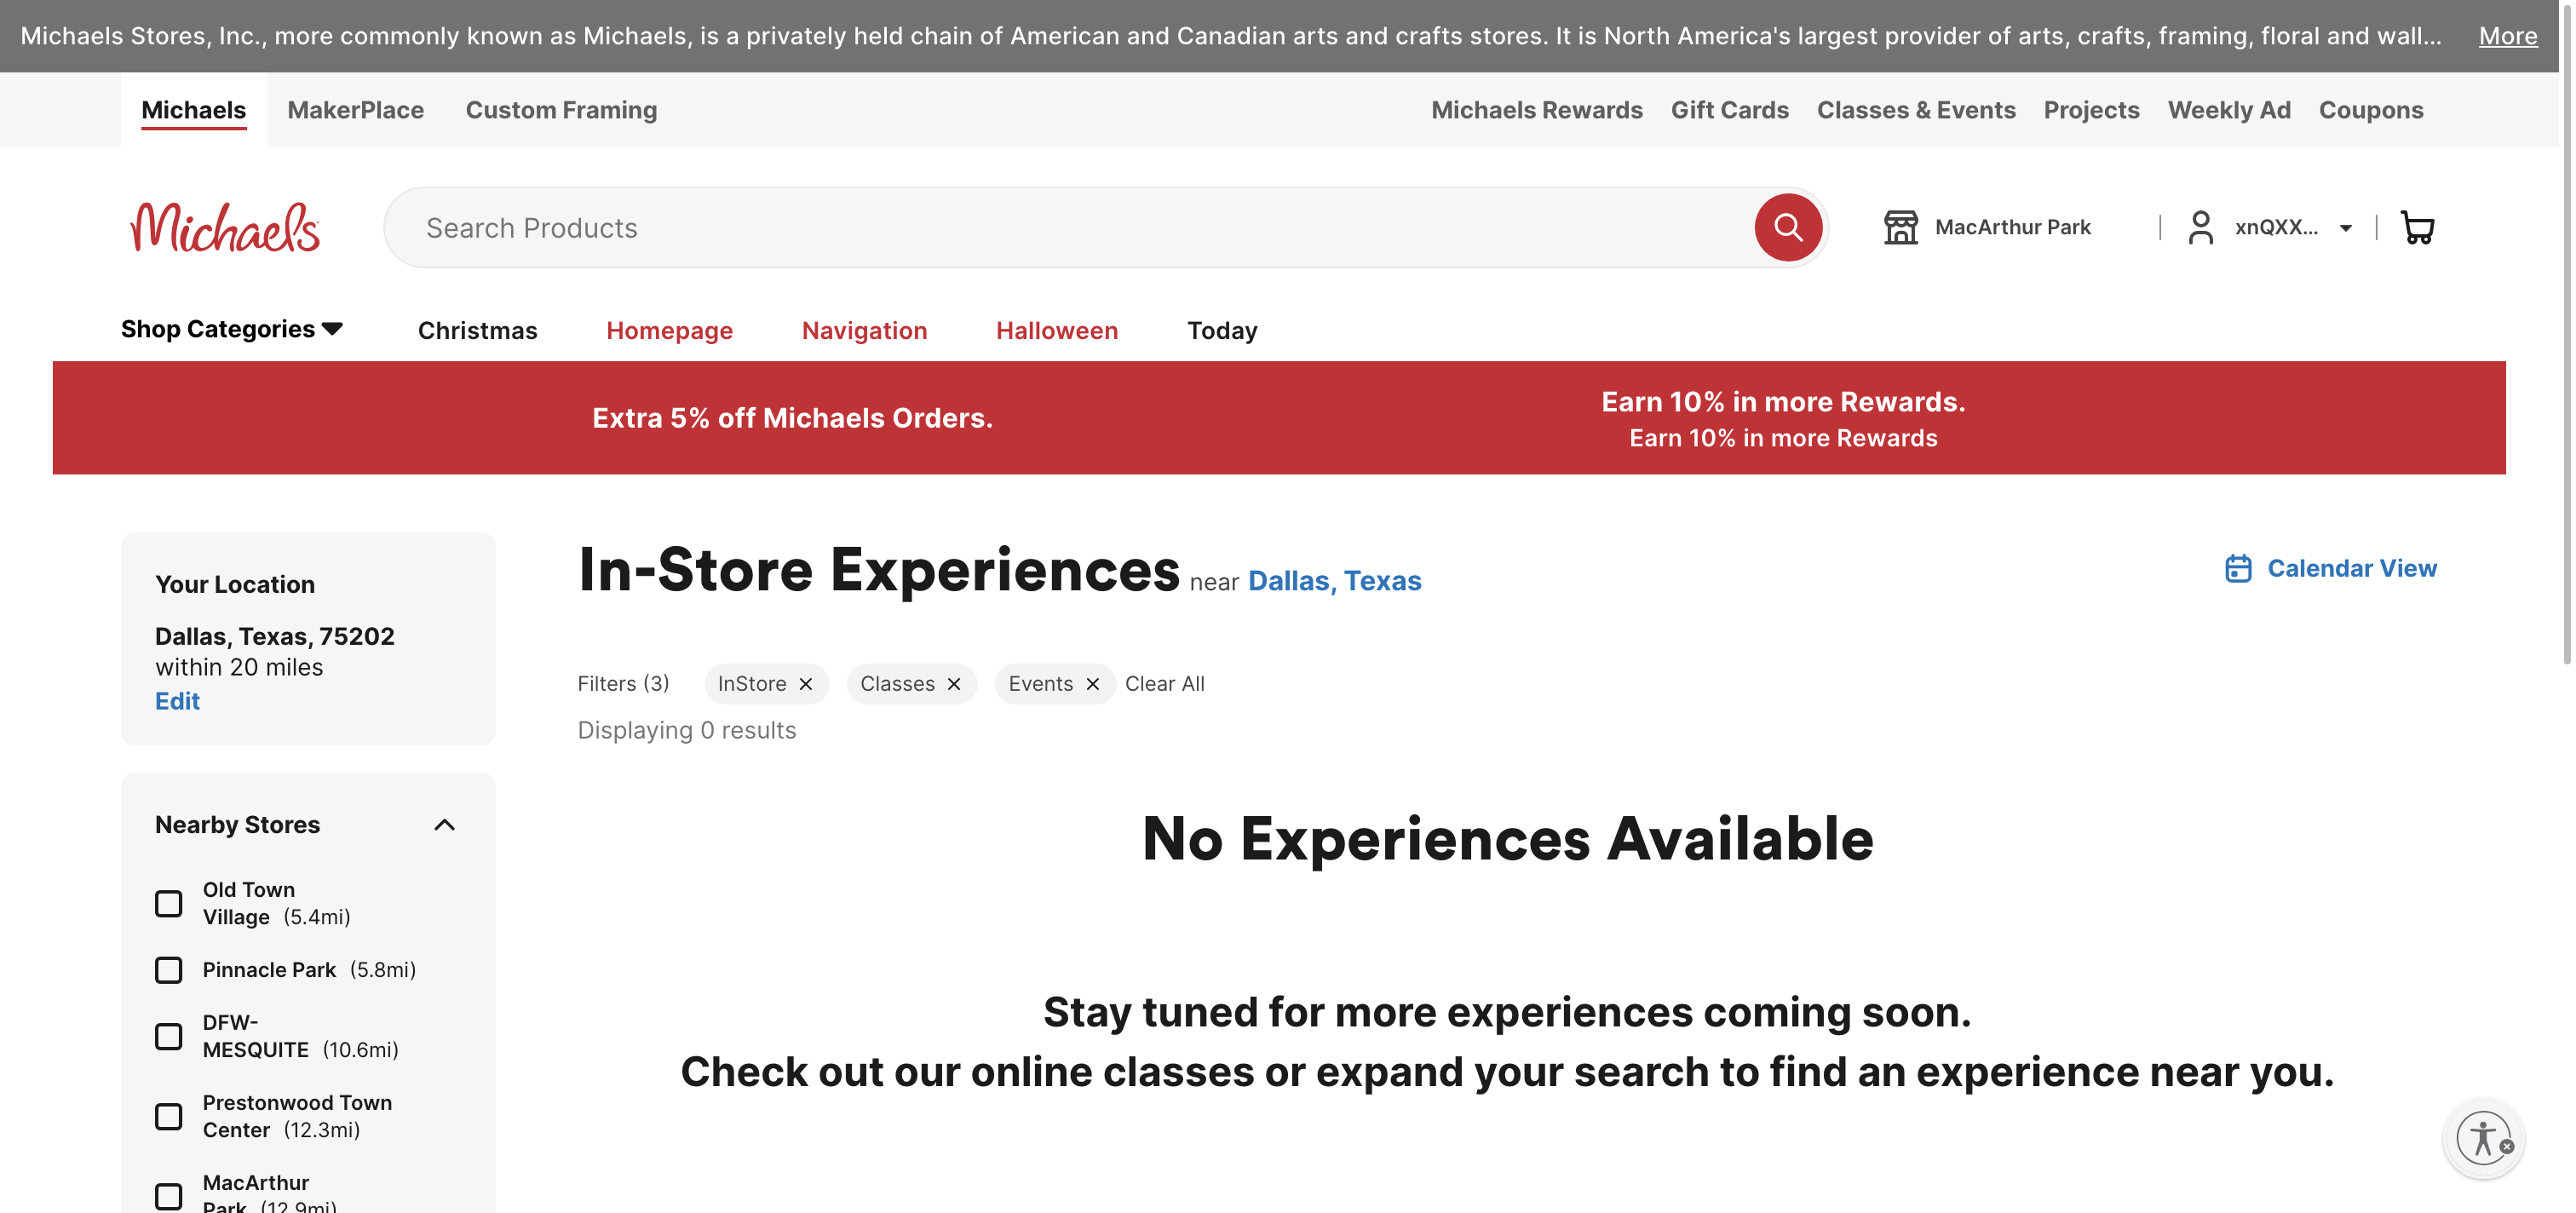 Michaels Stores, Inc., more commonly known as Michaels, is a privately held chain of American and Canadian arts and crafts stores. It is North America's largest provider of arts, crafts, framing, floral and wall... More
Michaels MakerPlace Custom Framing Michaels Rewards Gift Cards Classes & Events Projects Weekly Ad Coupons
Michaels Search Products MacArthur Park xnQXX...
Shop Categories Christmas Homepage Navigation Halloween Today
Extra 5% off Michaels Orders.
Earn 10% in more Rewards.
Earn 10% in more Rewards
Your Location
Dallas, Texas, 75202
within 20 miles
Edit
Nearby Stores
Old Town
Village (5.4mi)
Pinnacle Park (5.8mi)
DFW-
MESQUITE (10.6mi)
Prestonwood Town
Center (12.3mi)
MacArthur
Park (12.9mi)
In-Store Experiences near Dallas, Texas
Calendar View
Filters (3) InStore Classes Events Clear All
Displaying 0 results
No Experiences Available
Stay tuned for more experiences coming soon.
Check out our online classes or expand your search to find an experience near you.